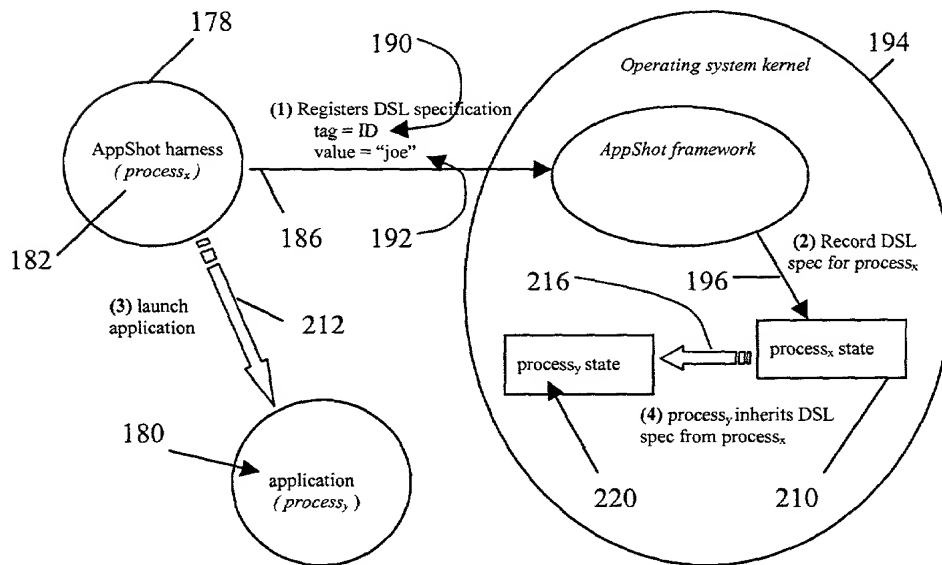 178
190
194
Operating system kernel
(1) Registers DSL specification
tag = ID
value = "joe"
AppShot harness
(processx)
AppShot framework
186
192
182
(2) Record DSL
spec for processx
196
216
(3) launch
application
212
processy state
processx state
(4) processy inherits DSL
spec from processx
180
application
(processy)
220
210